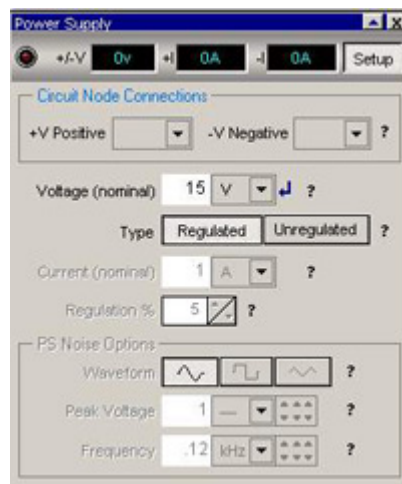 Power Supply X
+/-V 0v +I 0A -I 0A Setup
Circuit Node Connections
+V Positive -V Negative ?
Voltage (nominal) 15 V ?
Type Regulated Unregulated ?
Current (nominal) 1 A ?
Regulation % 5 ?
PS Noise Options
Waveform ?
Peak Voltage 1 — ?
Frequency .12 kHz ?